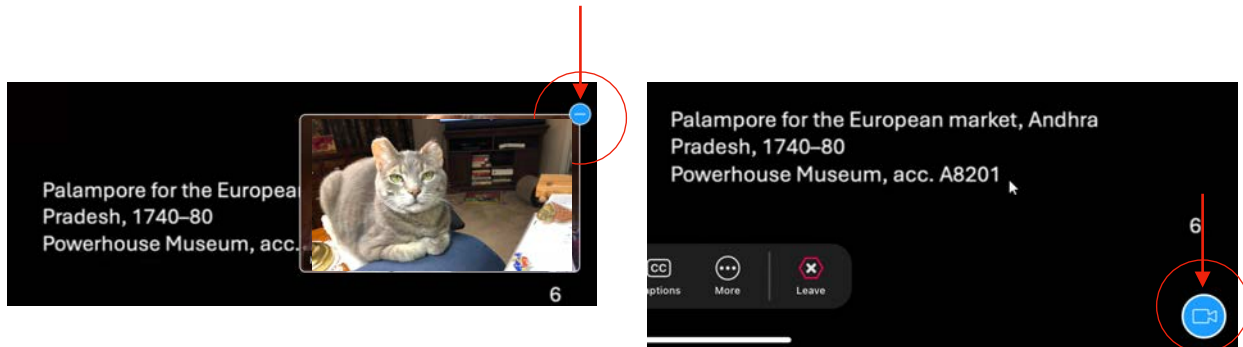 Palampore for the Europea
Pradesh, 1740–80
Powerhouse Museum, acc.
6
Palampore for the European market, Andhra
Pradesh, 1740–80
Powerhouse Museum, acc. A8201
6
CC
aptions More Leave